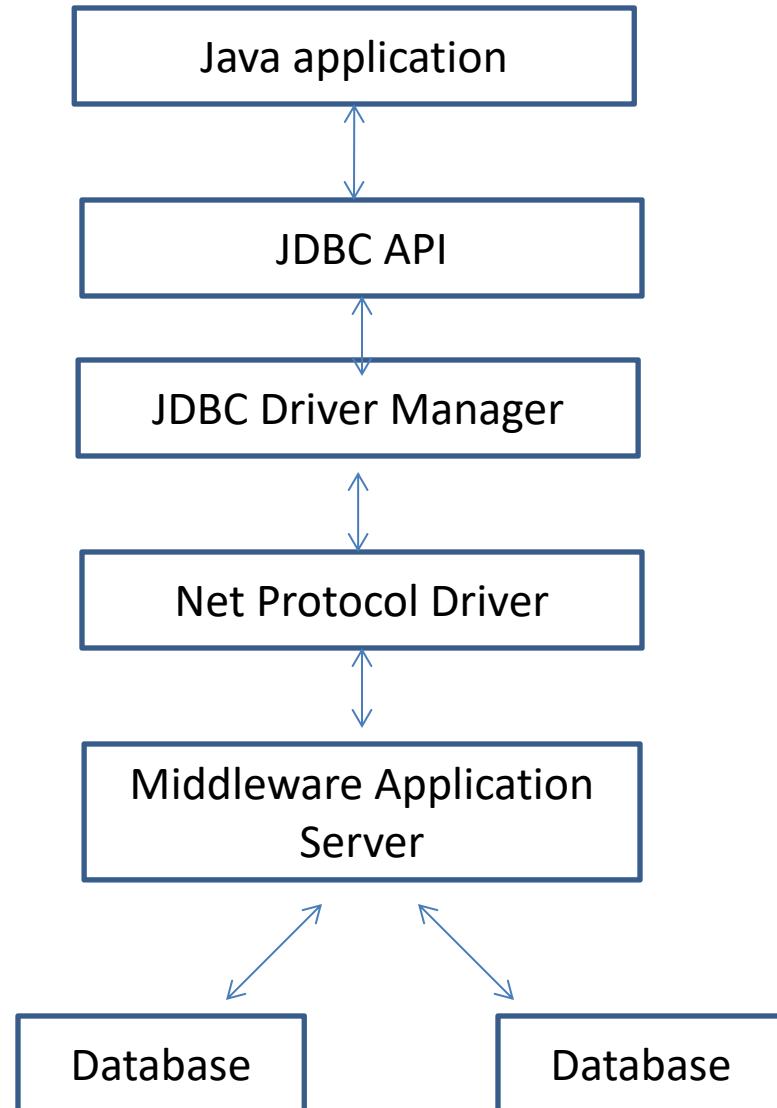 Java application
JDBC API
JDBC Driver Manager
Net Protocol Driver
Middleware Application
Server
Database
Database